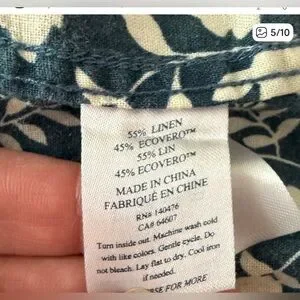 5/10
55% LINEN
45% ECOVERO™
55% LIN
45% ECOVERO™
MADE IN CHINA
FABRIQUÉ EN CHINE
RN# 140476
CA# 64607
Turn inside out. Machine wash cold
with like colors. Gentle cycle. Do
not bleach. Lay flat to dry. Cool iron
if needed.
FOR MORE